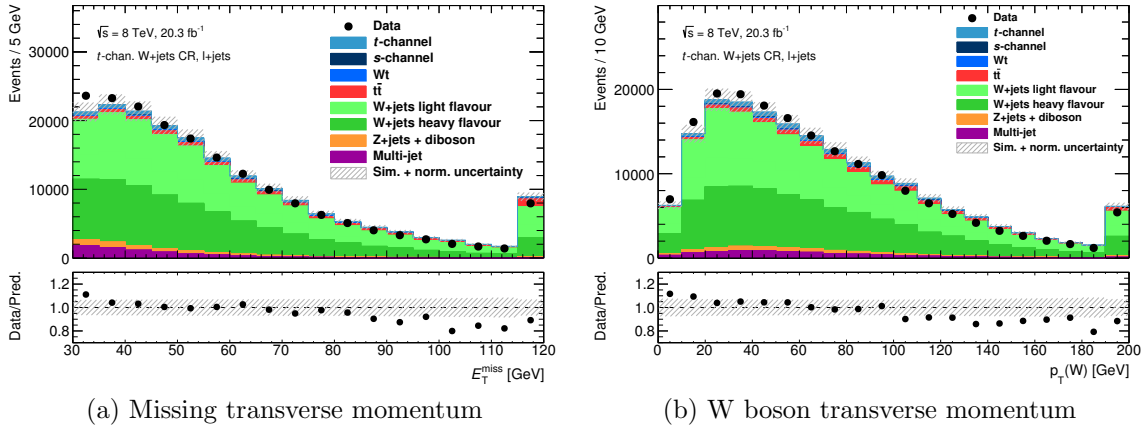 Events / 5 GeV
36000
30000
20000
10000
0
√s = 8 TeV, 20.3 fb⁻¹
t-chan. W+jets CR, l+jets
Data
t-channel
s-channel
Wt
tt̄
W+jets light flavour
W+jets heavy flavour
Z+jets + diboson
Multi-jet
Sim. + norm. uncertainty
Data/Pred.
1.2
1.0
0.8
30 40 50 60 70 80 90 100 110 120
E_T^miss [GeV]
(a) Missing transverse momentum
Events / 10 GeV
20000
10000
0
√s = 8 TeV, 20.3 fb⁻¹
t-chan. W+jets CR, l+jets
Data
t-channel
s-channel
Wt
tt̄
W+jets light flavour
W+jets heavy flavour
Z+jets + diboson
Multi-jet
Sim. + norm. uncertainty
Data/Pred.
1.2
1.0
0.8
0 20 40 60 80 100 120 140 160 180 200
p_T(W) [GeV]
(b) W boson transverse momentum